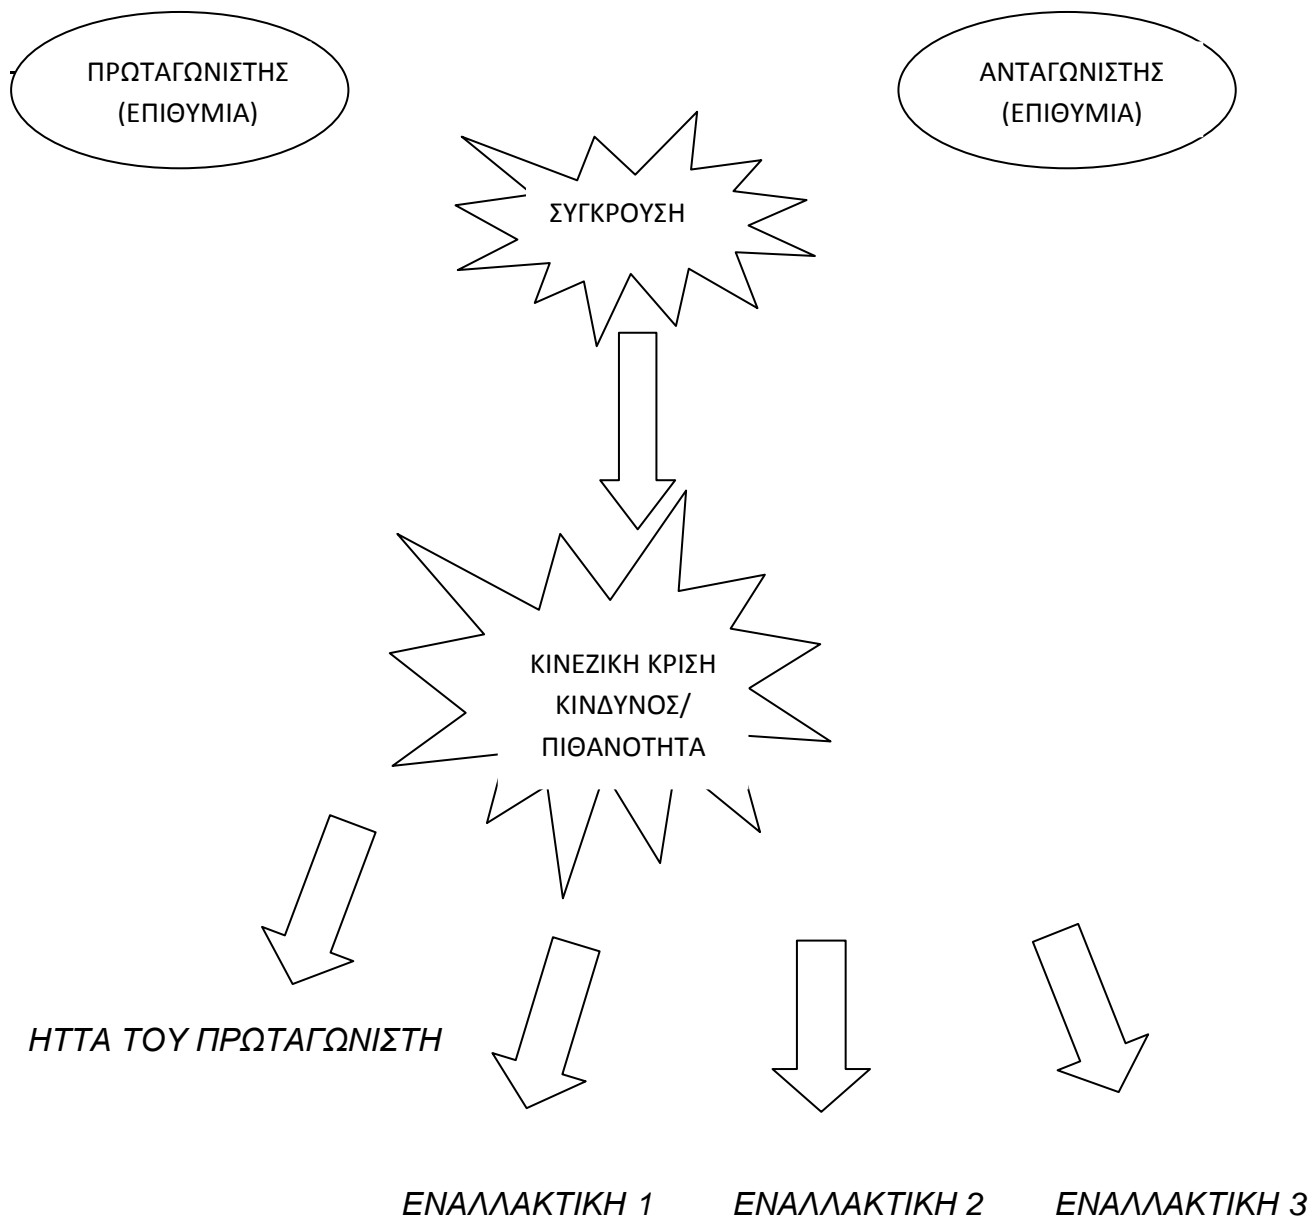 ΠΡΩΤΑΓΩΝΙΣΤΗΣ
(ΕΠΙΘΥΜΙΑ)
ΑΝΤΑΓΩΝΙΣΤΗΣ
(ΕΠΙΘΥΜΙΑ)
ΣΥΓΚΡΟΥΣΗ
ΚΙΝΕΖΙΚΗ ΚΡΙΣΗ
ΚΙΝΔΥΝΟΣ/
ΠΙΘΑΝΟΤΗΤΑ
ΗΤΤΑ ΤΟΥ ΠΡΩΤΑΓΩΝΙΣΤΗ
ΕΝΑΛΛΑΚΤΙΚΗ 1
ΕΝΑΛΛΑΚΤΙΚΗ 2
ΕΝΑΛΛΑΚΤΙΚΗ 3